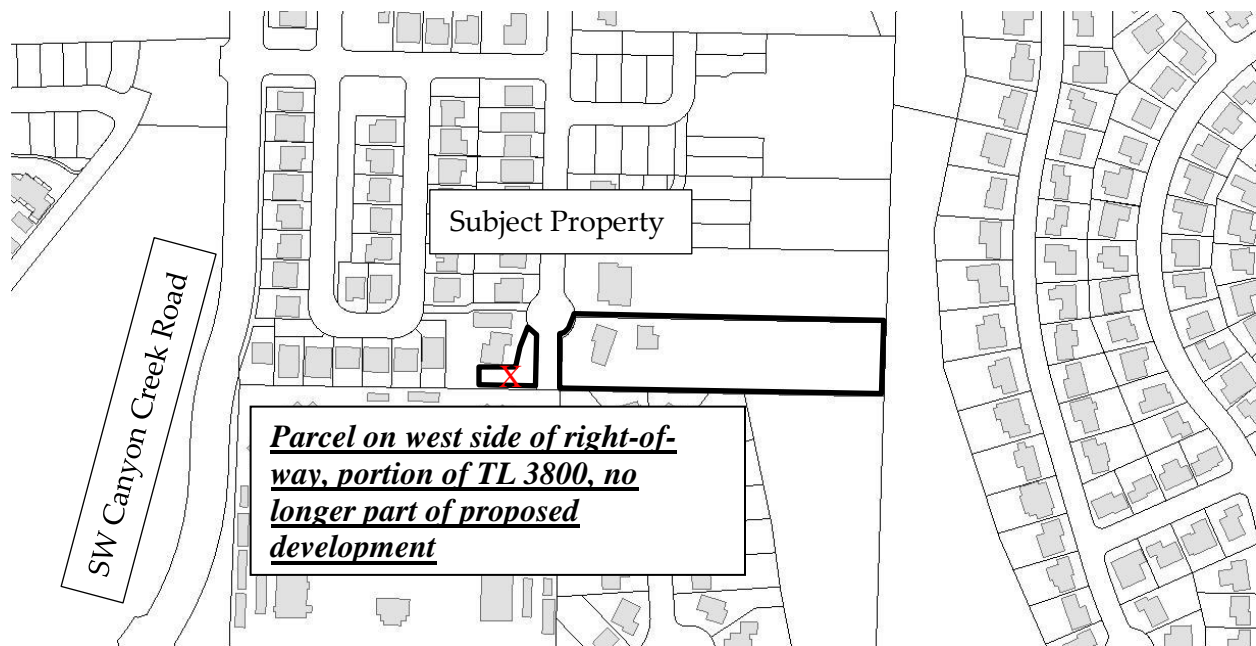 Subject Property
SW Canyon Creek Road
X
Parcel on west side of right-of-
way, portion of TL 3800, no
longer part of proposed
development